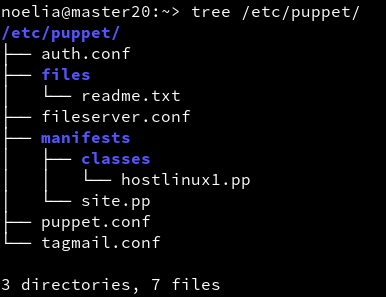 noelia@master20:~> tree /etc/puppet/
/etc/puppet/
├── auth.conf
├── files
│   └── readme.txt
├── fileserver.conf
├── manifests
│   ├── classes
│   │   └── hostlinux1.pp
│   └── site.pp
├── puppet.conf
└── tagmail.conf

3 directories, 7 files